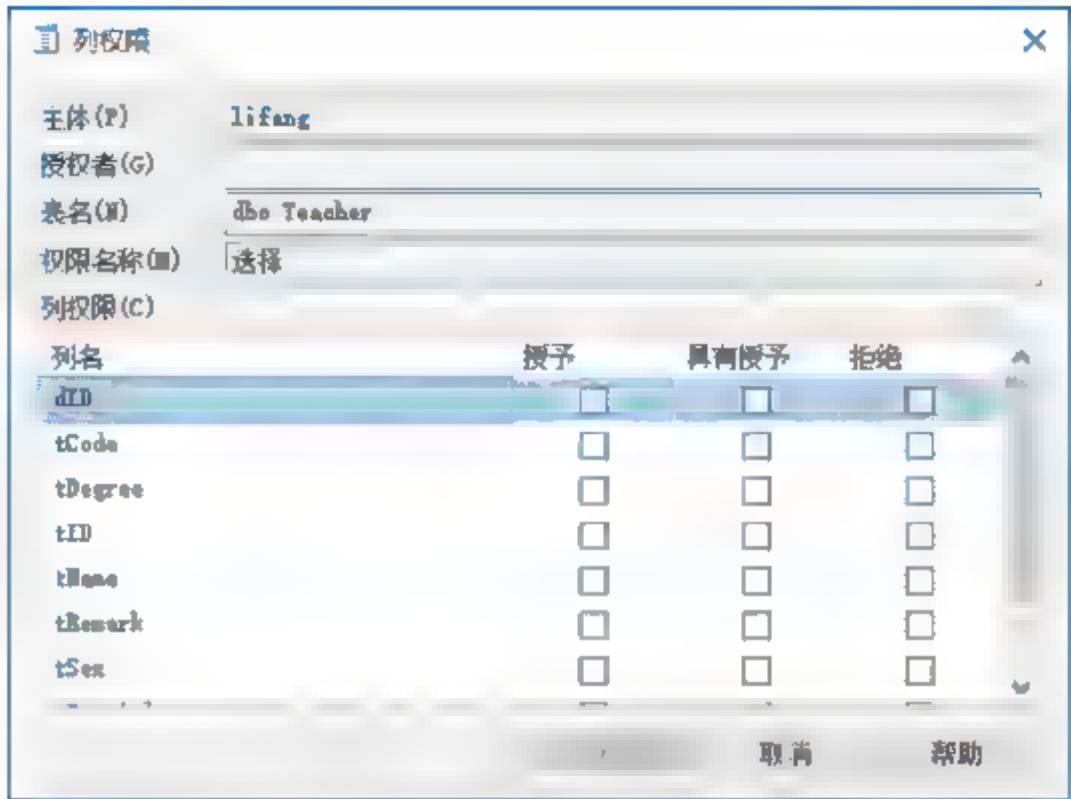 列权限
主体(P) lifang
授权者(G)
表名(N) dbo Teacher
权限名称(M) 选择
列权限(C)
列名 授予 具有授予 拒绝
dID
tCode
tDegree
tID
tName
tRemark
tSex
取消 帮助